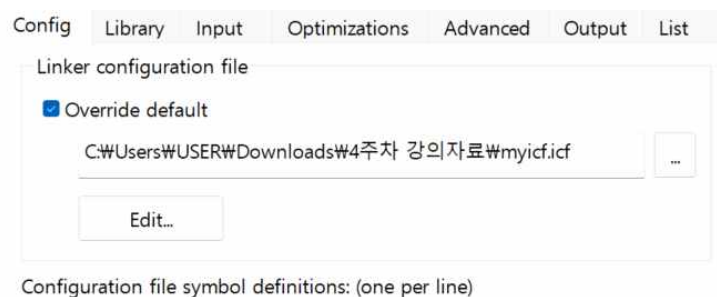 Config Library Input Optimizations Advanced Output List
Linker configuration file
Override default
C:₩Users₩USER₩Downloads₩4주차 강의자료₩myicf.icf
...
Edit...
Configuration file symbol definitions: (one per line)